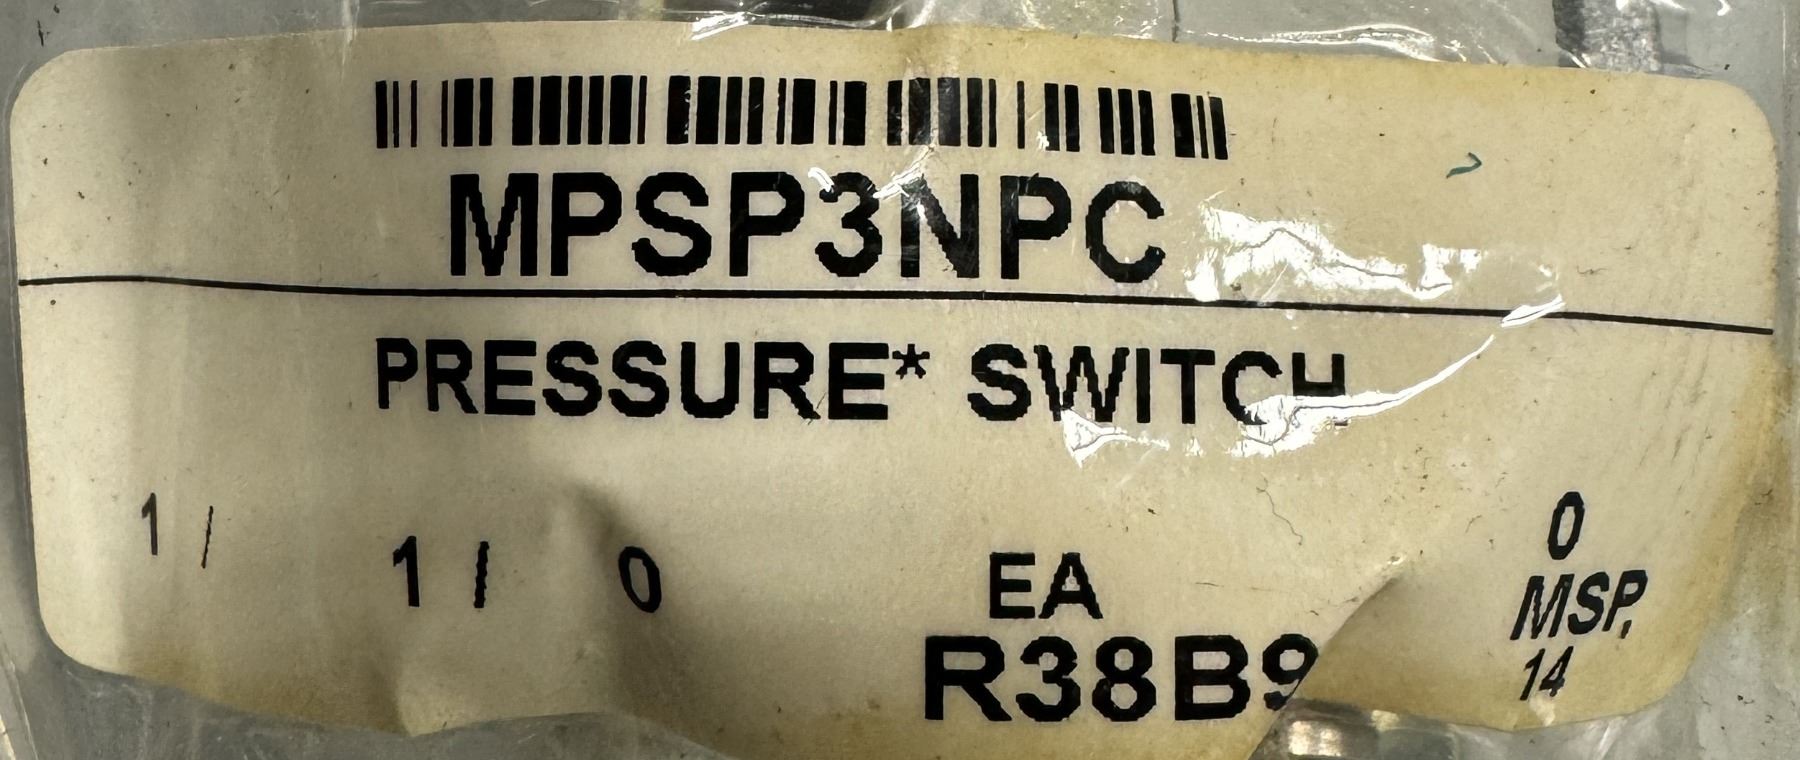 MPSP3NPC
PRESSURE* SWITCH
1 / 1 / 0 EA 0
R38B9 MSP,
14